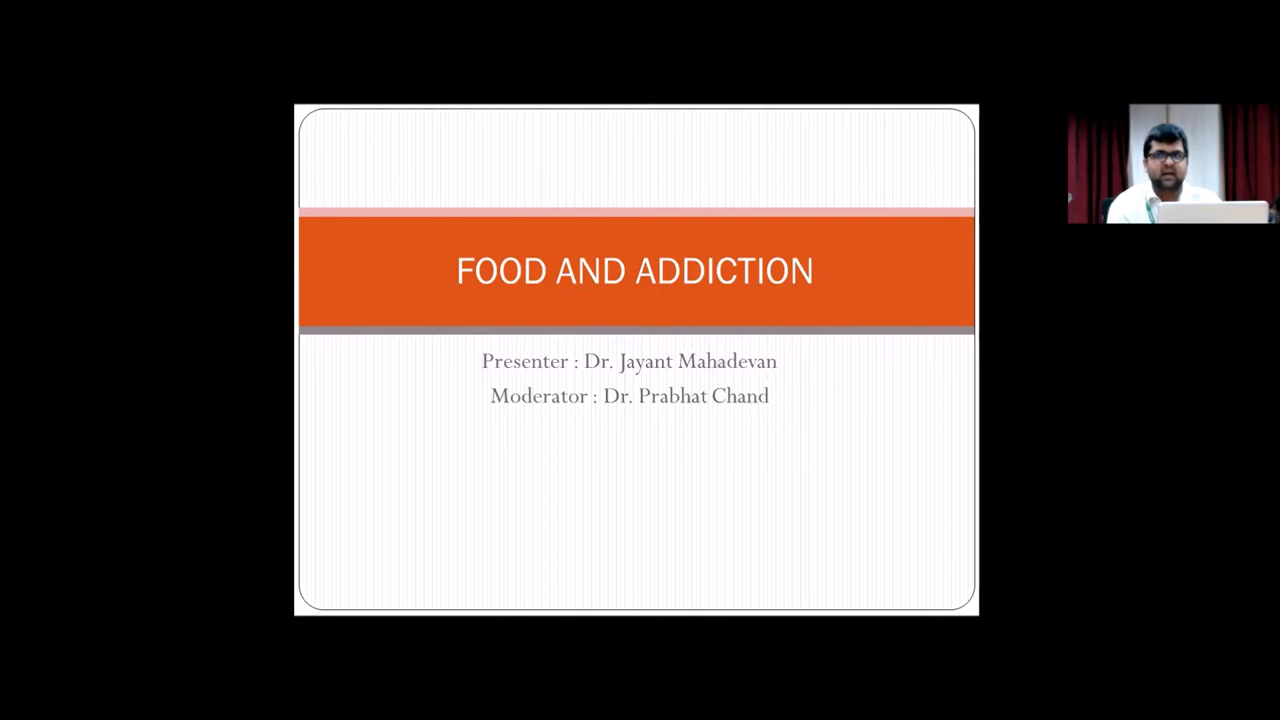 FOOD AND ADDICTION
Presenter : Dr. Jayant Mahadevan
Moderator : Dr. Prabhat Chand